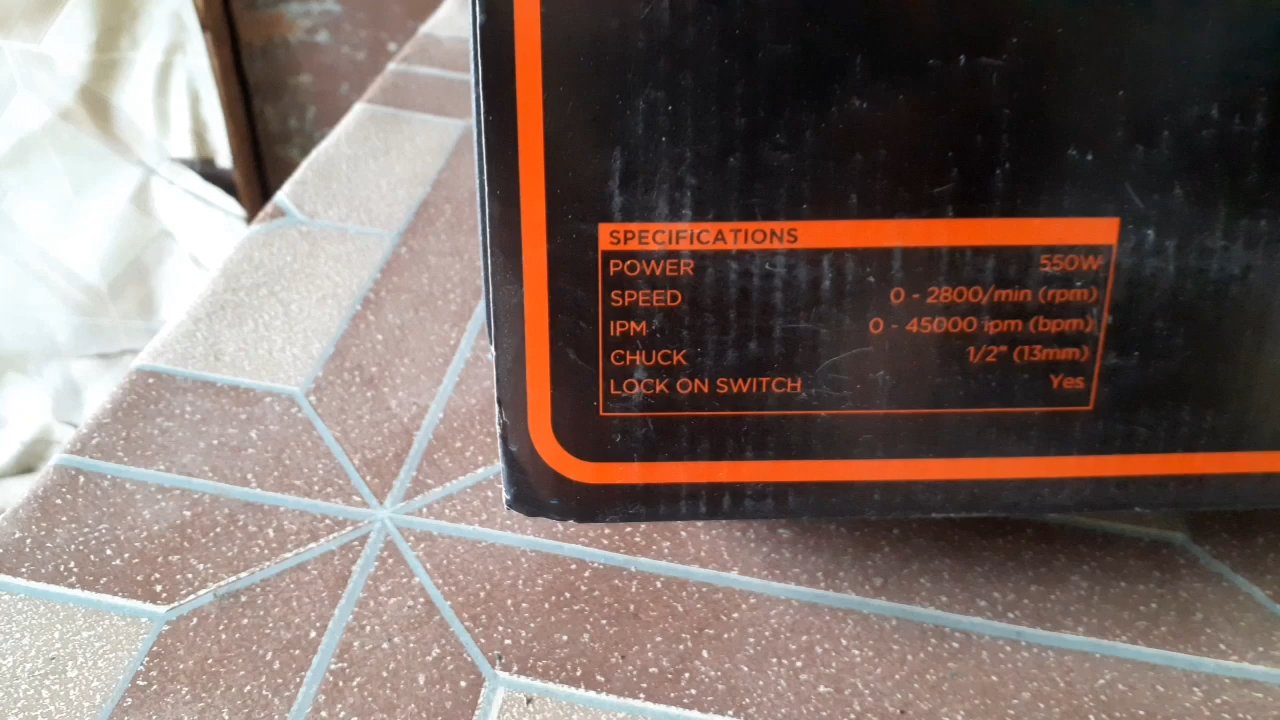 SPECIFICATIONS
POWER 550W
SPEED 0 - 2800/min (rpm)
IPM 0 - 45000 ipm (bpm)
CHUCK 1/2" (13mm)
LOCK ON SWITCH Yes